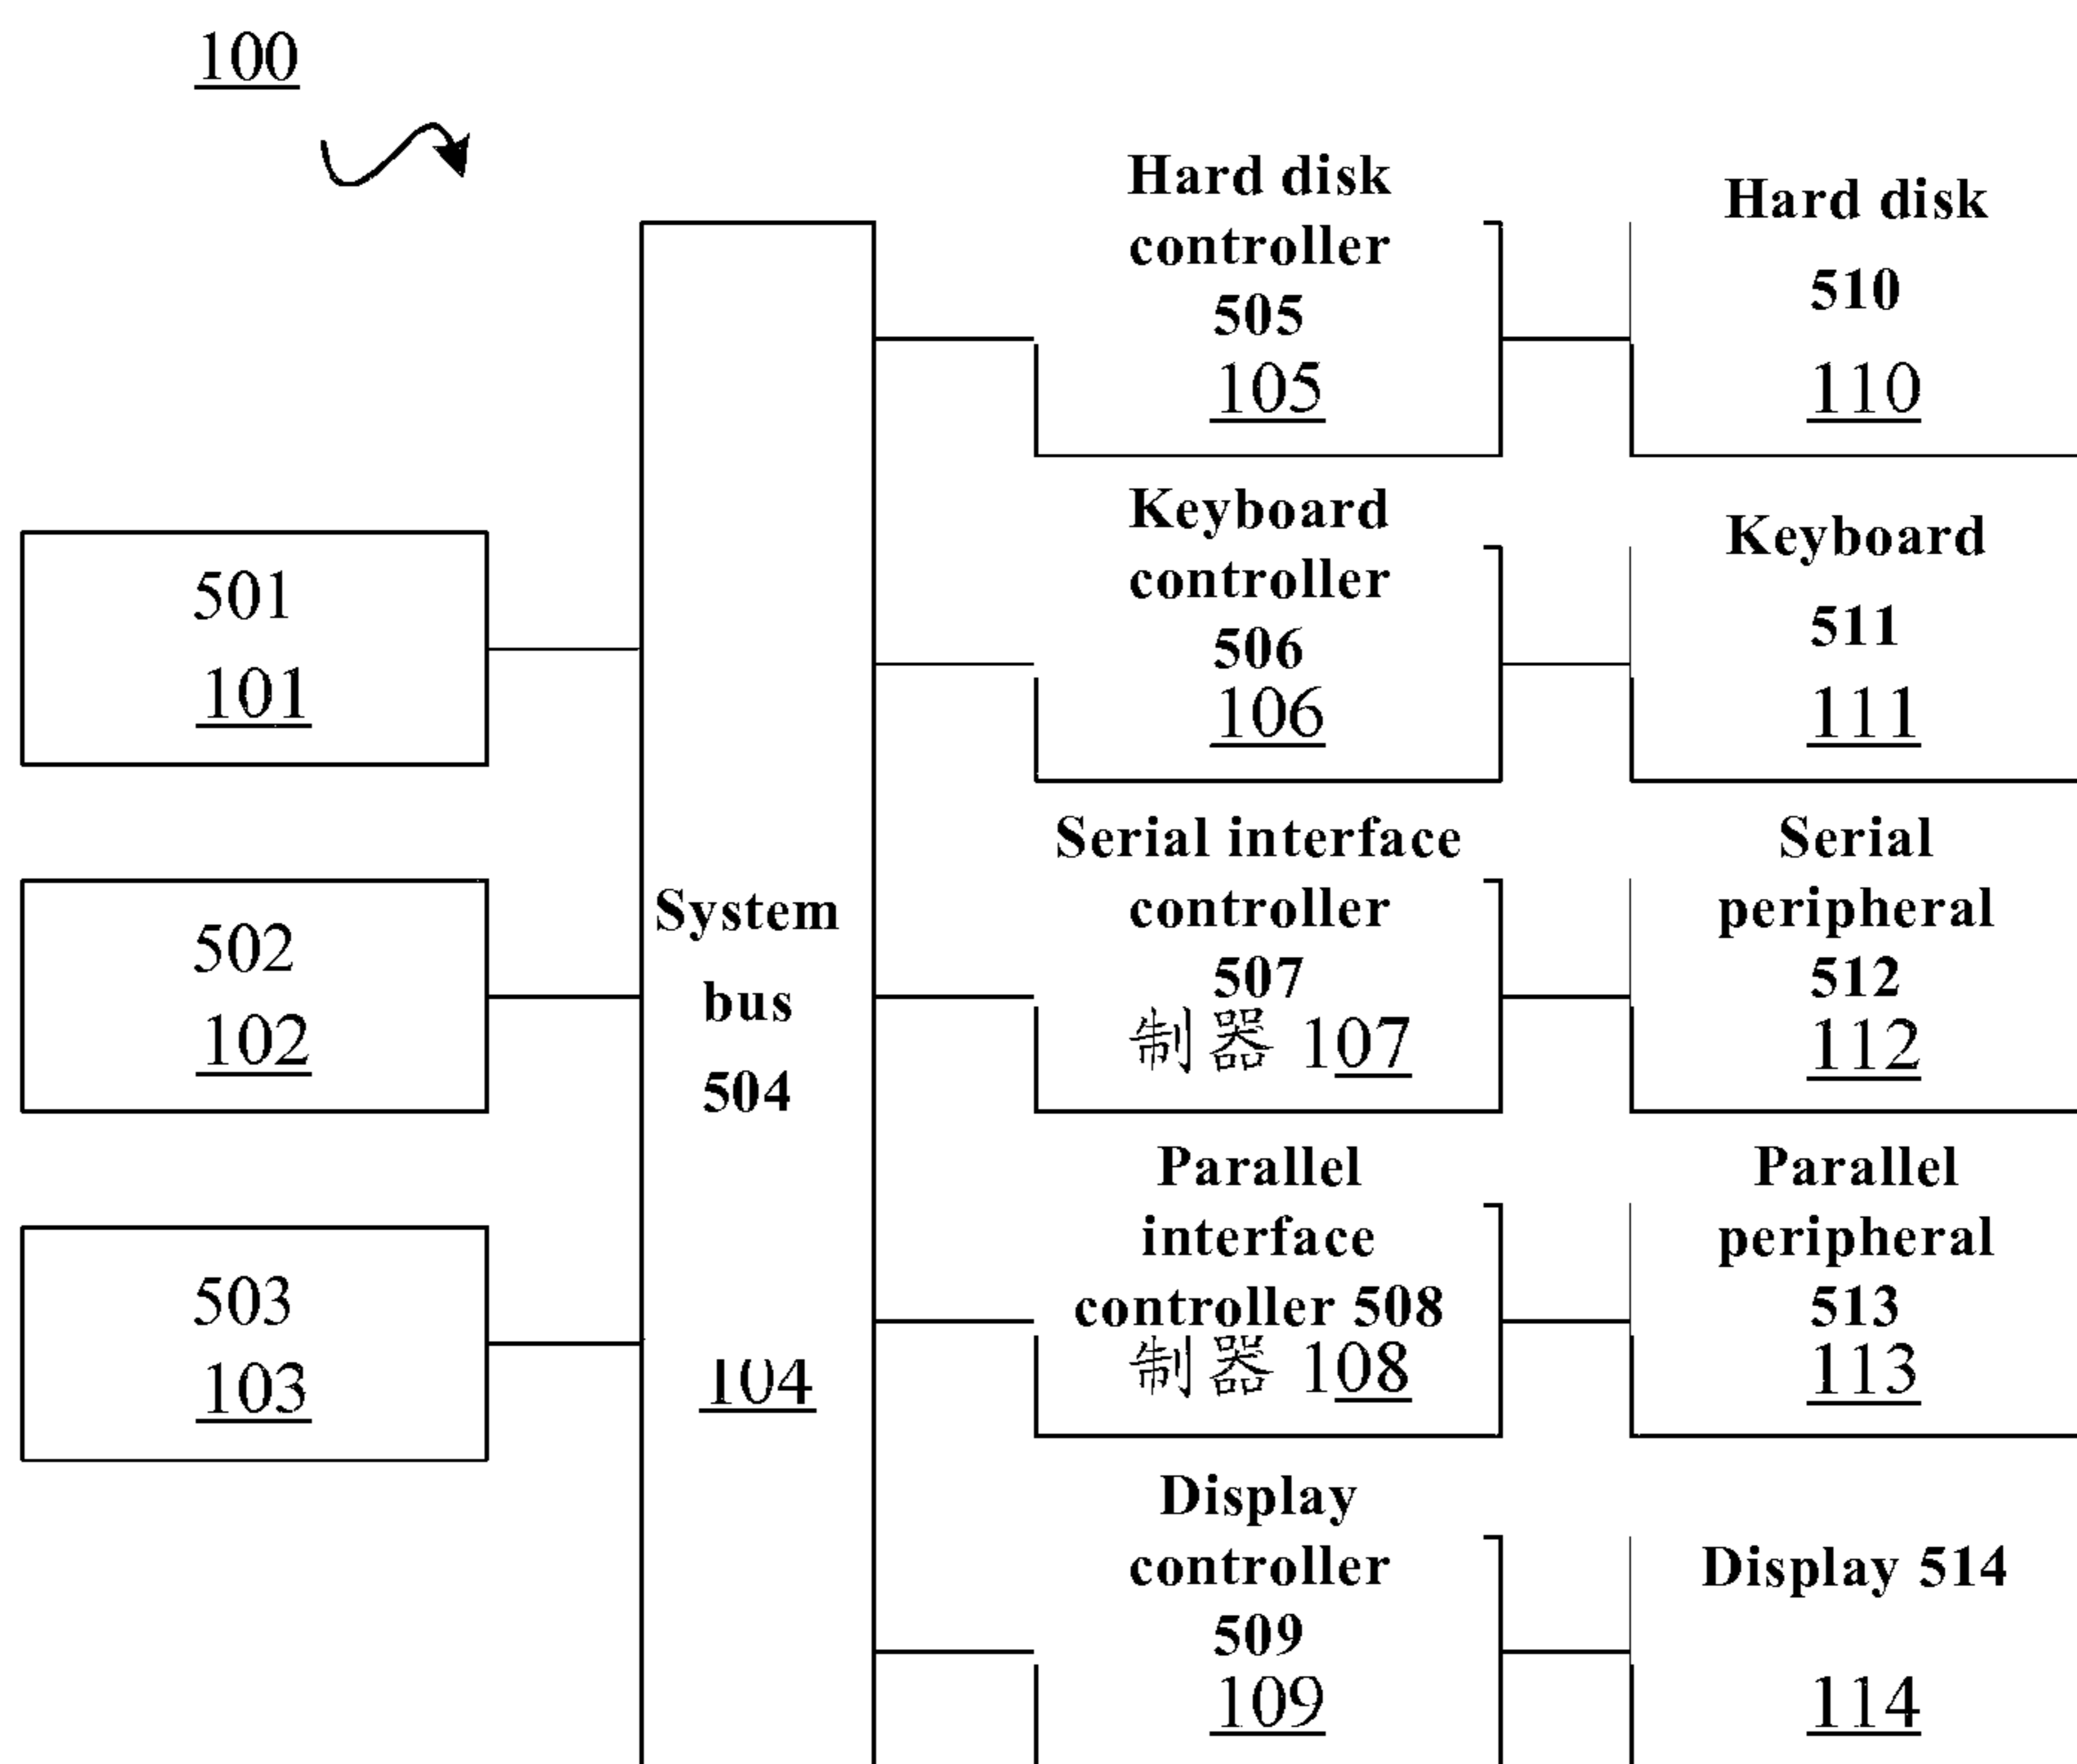 100
501
101
502
102
503
103
System
bus
504
104
Hard disk
controller
505
105
Hard disk
510
110
Keyboard
controller
506
106
Keyboard
511
111
Serial interface
controller
507
制器 107
Serial
peripheral
512
112
Parallel
interface
controller 508
制器 108
Parallel
peripheral
513
113
Display
controller
509
109
Display 514
114